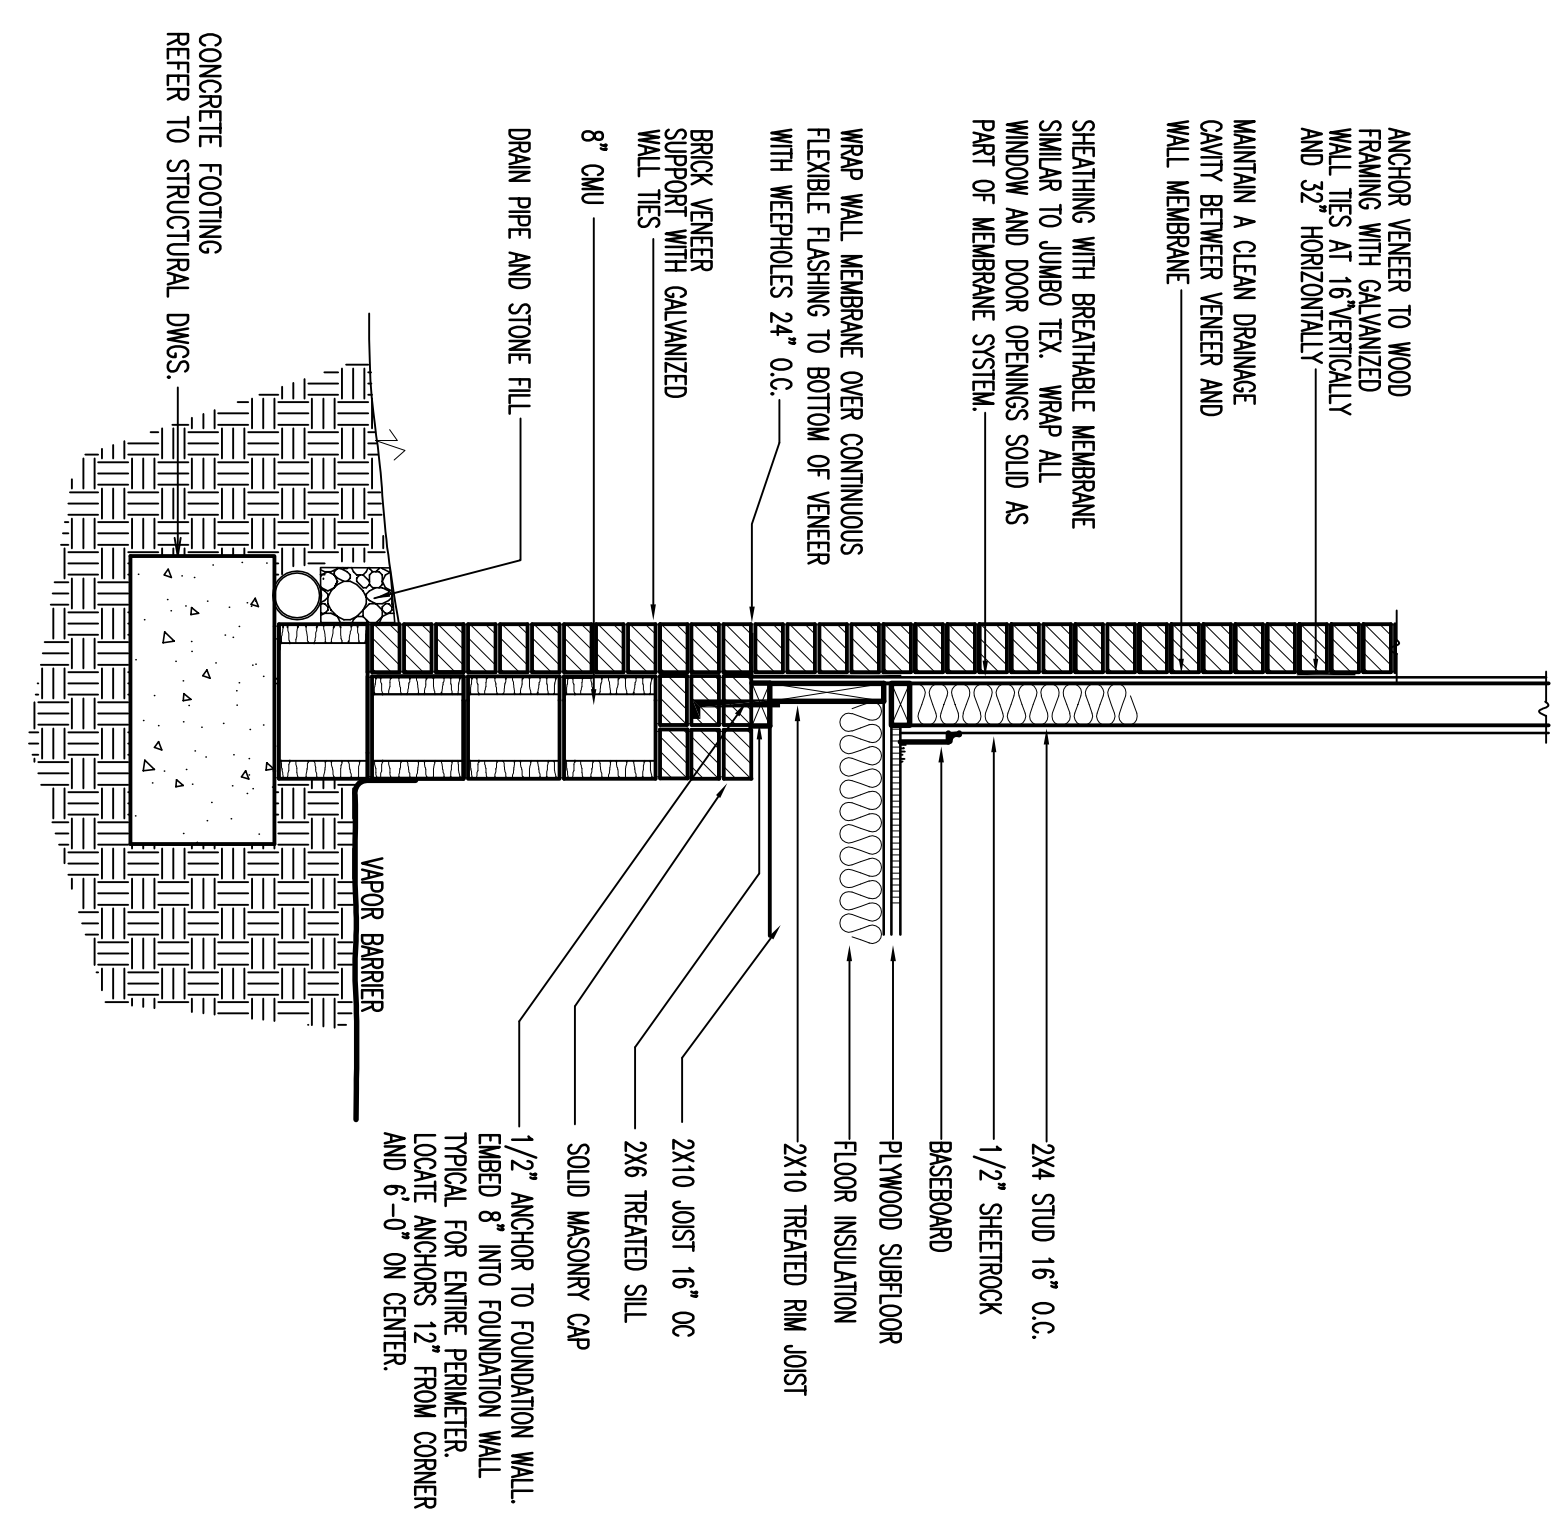 ANCHOR VENEER TO WOOD
FRAMING WITH GALVANIZED
WALL TIES AT 16"VERTICALLY
AND 32" HORIZONTALLY
MAINTAIN A CLEAN DRAINAGE
CAVITY BETWEER VENEER AND
WALL MEMBRANE
SHEATHING WITH BREATHABLE MEMBRANE
SIMILAR TO JUMBO TEX. WRAP ALL
WINDOW AND DOOR OPENINGS SOLID AS
PART OF MEMBRANE SYSTEM.
WRAP WALL MEMBRANE OVER CONTINUOUS
FLEXIBLE FLASHING TO BOTTOM OF VENEER
WITH WEEPHOLES 24" O.C.
BRICK VENEER
SUPPORT WITH GALVANIZED
WALL TIES
8" CMU
DRAIN PIPE AND STONE FILL
CONCRETE FOOTING
REFER TO STRUCTURAL DWGS.
VAPOR BARRIER
2X4 STUD 16" O.C.
1/2" SHEETROCK
BASEBOARD
PLYWOOD SUBFLOOR
FLOOR INSULATION
2X10 TREATED RIM JOIST
2X10 JOIST 16" OC
2X6 TREATED SILL
SOLID MASONRY CAP
1/2" ANCHOR TO FOUNDATION WALL.
EMBED 8" INTO FOUNDATION WALL
TYPICAL FOR ENTIRE PERIMETER.
LOCATE ANCHORS 12" FROM CORNER
AND 6'-0" ON CENTER.